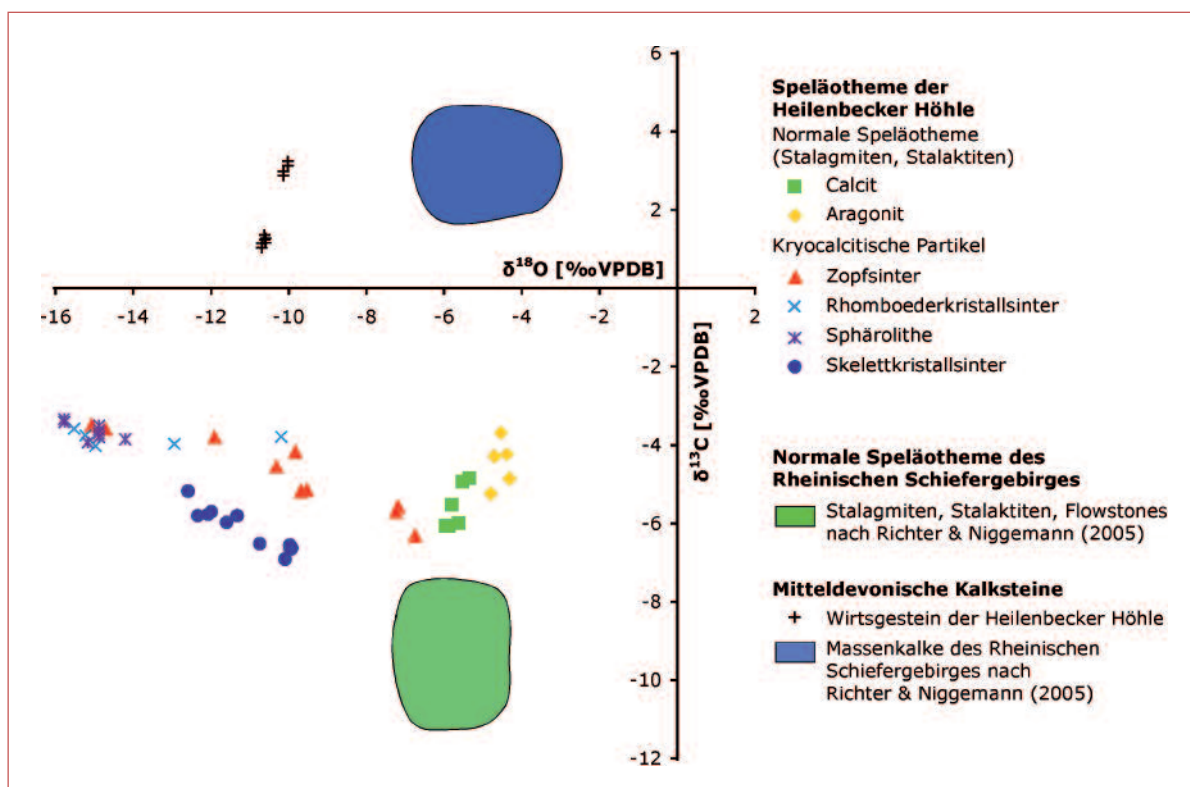 6
4
2
δ¹⁸O [‰VPDB]
-16 -14 -12 -10 -8 -6 -4 -2 2
-2
-4
-6
-8
-10
-12
δ¹³C [‰VPDB]
Speläotheme der
Heilenbecker Höhle
Normale Speläotheme
(Stalagmiten, Stalaktiten)
Calcit
Aragonit
Kryocalcitische Partikel
Zopfsinter
Rhomboederkristallsinter
Sphärolithe
Skelettkristallsinter
Normale Speläotheme des
Rheinischen Schiefergebirges
Stalagmiten, Stalaktiten, Flowstones
nach Richter & Niggemann (2005)
Mitteldevonische Kalksteine
Wirtsgestein der Heilenbecker Höhle
Massenkalke des Rheinischen
Schiefergebirges nach
Richter & Niggemann (2005)